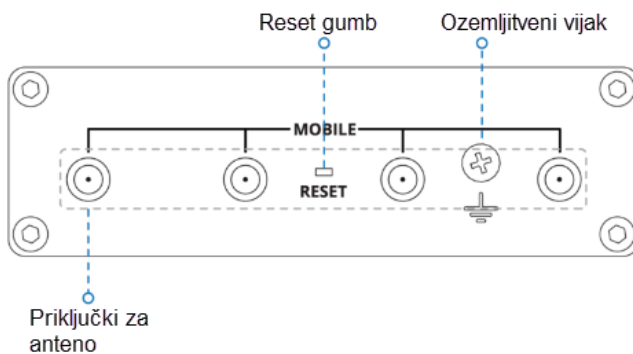 Reset gumb
Ozemljitveni vijak
MOBILE
RESET
Priključki za
anteno